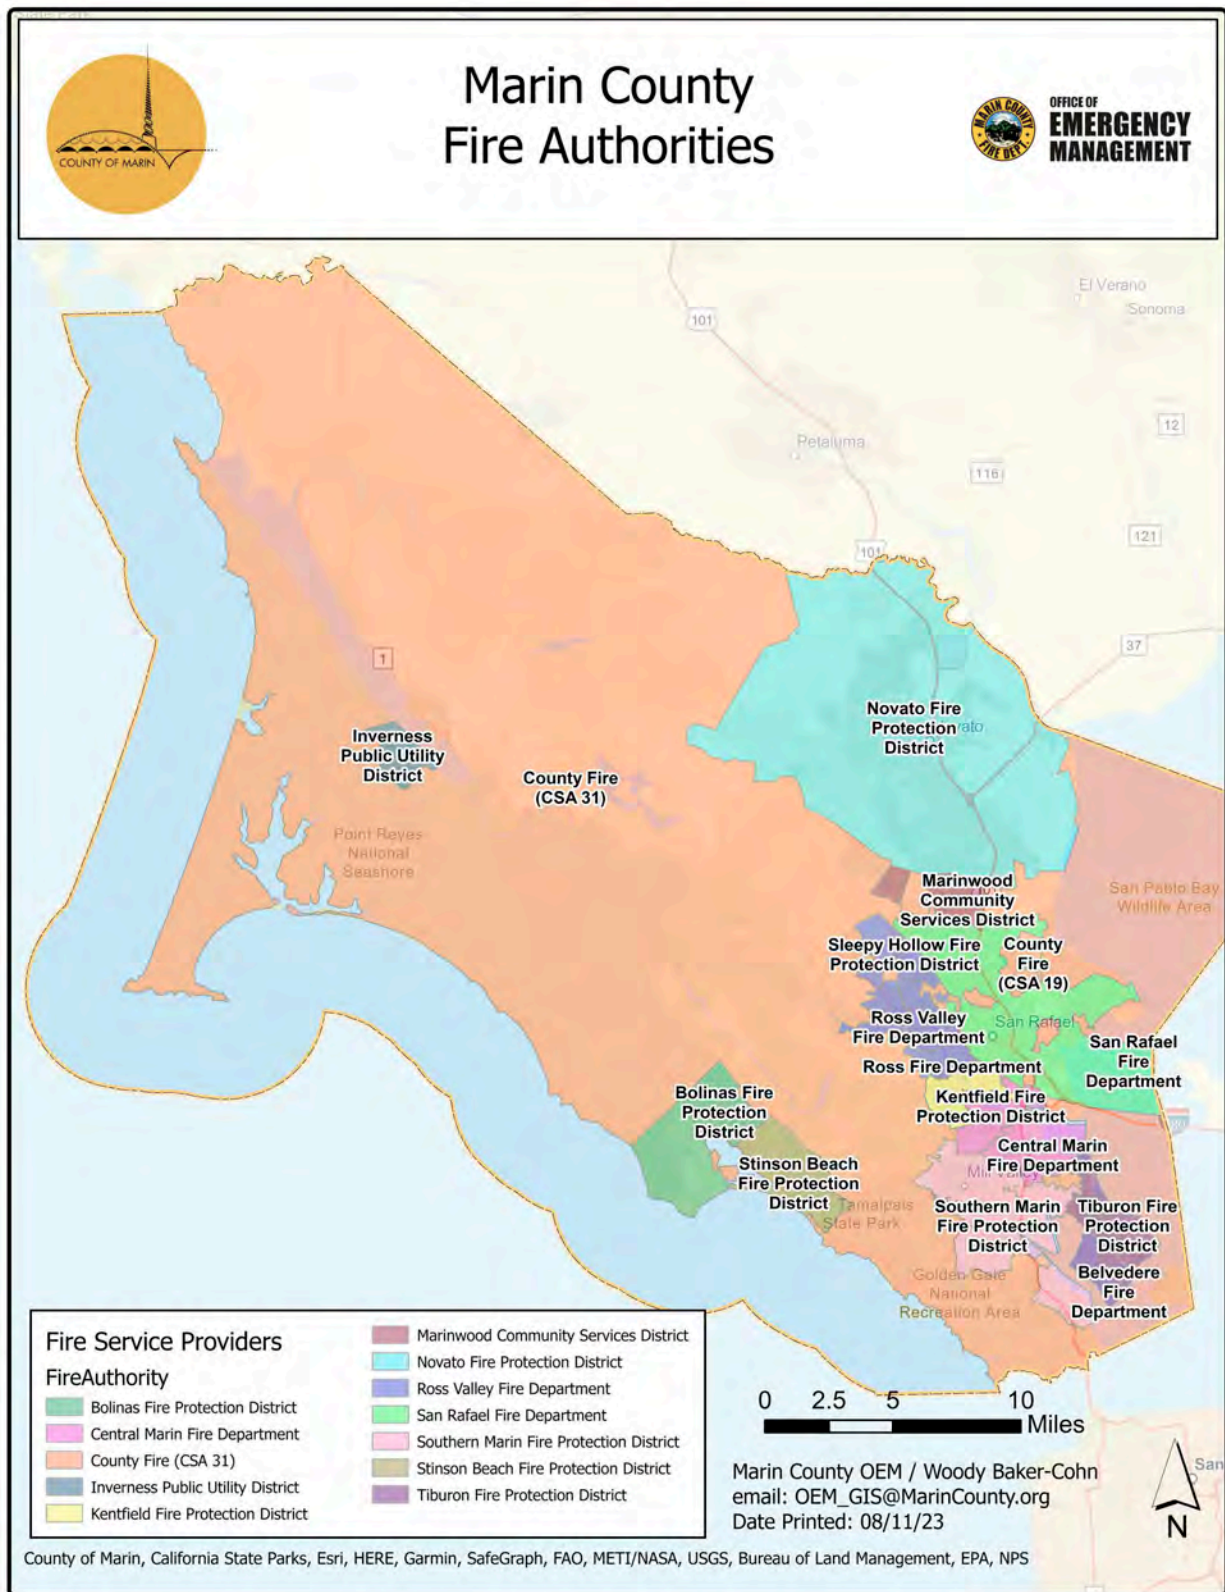 State Park
COUNTY OF MARIN
Marin County
Fire Authorities
MARIN COUNTY
FIRE DEPT.
OFFICE OF
EMERGENCY
MANAGEMENT
El Verano
Sonoma
101
12
Petaluma
116
121
101
37
1
Novato Fire
Protection
District
vato
Inverness
Public Utility
District
County Fire
(CSA 31)
Point Reyes
National
Seashore
Marinwood
Community
Services District
San Pablo Bay
Wildlife Area
Sleepy Hollow Fire
Protection District
County
Fire
(CSA 19)
Ross Valley
Fire Department
San Rafael
San Rafael
Fire
Department
Ross Fire Department
Kentfield Fire
Protection District
Bolinas Fire
Protection
District
Central Marin
Fire Department
Mill Valley
Stinson Beach
Fire Protection
District
Tamalpais
State Park
Southern Marin
Fire Protection
District
Tiburon Fire
Protection
District
Belvedere
Fire
Department
Golden Gate
National
Recreation Area
Fire Service Providers
FireAuthority
Bolinas Fire Protection District
Central Marin Fire Department
County Fire (CSA 31)
Inverness Public Utility District
Kentfield Fire Protection District
Marinwood Community Services District
Novato Fire Protection District
Ross Valley Fire Department
San Rafael Fire Department
Southern Marin Fire Protection District
Stinson Beach Fire Protection District
Tiburon Fire Protection District
0 2.5 5 10
Miles
Marin County OEM / Woody Baker-Cohn
email: OEM_GIS@MarinCounty.org
Date Printed: 08/11/23
San
N
County of Marin, California State Parks, Esri, HERE, Garmin, SafeGraph, FAO, METI/NASA, USGS, Bureau of Land Management, EPA, NPS